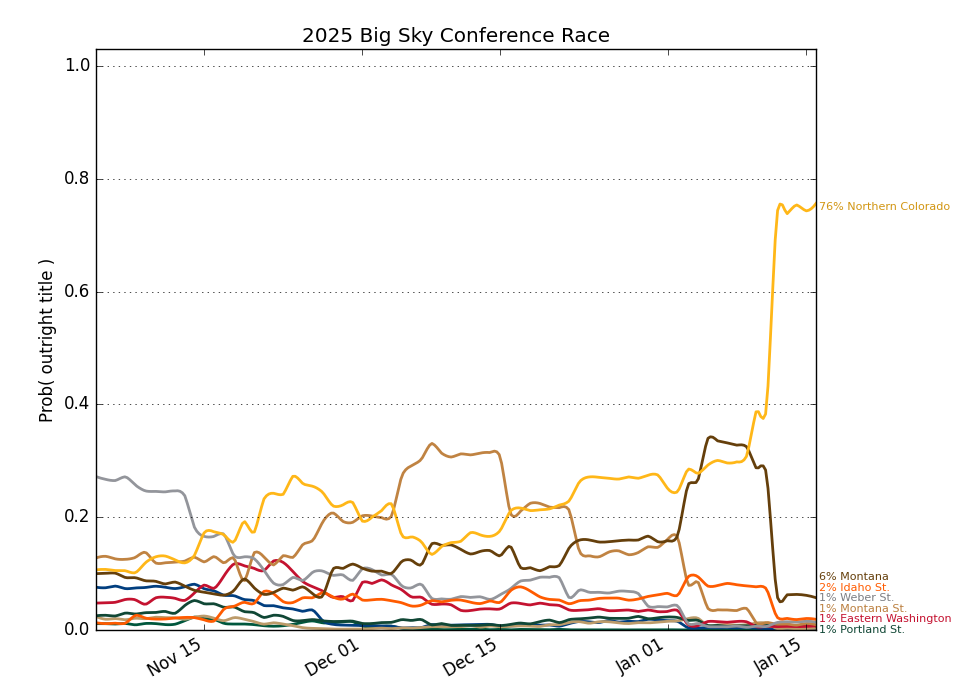 2025 Big Sky Conference Race
Prob( outright title )
1.0
0.8
0.6
0.4
0.2
0.0
Nov 15
Dec 01
Dec 15
Jan 01
Jan 15
76% Northern Colorado
6% Montana
2% Idaho St.
1% Weber St.
1% Montana St.
1% Eastern Washington
1% Portland St.